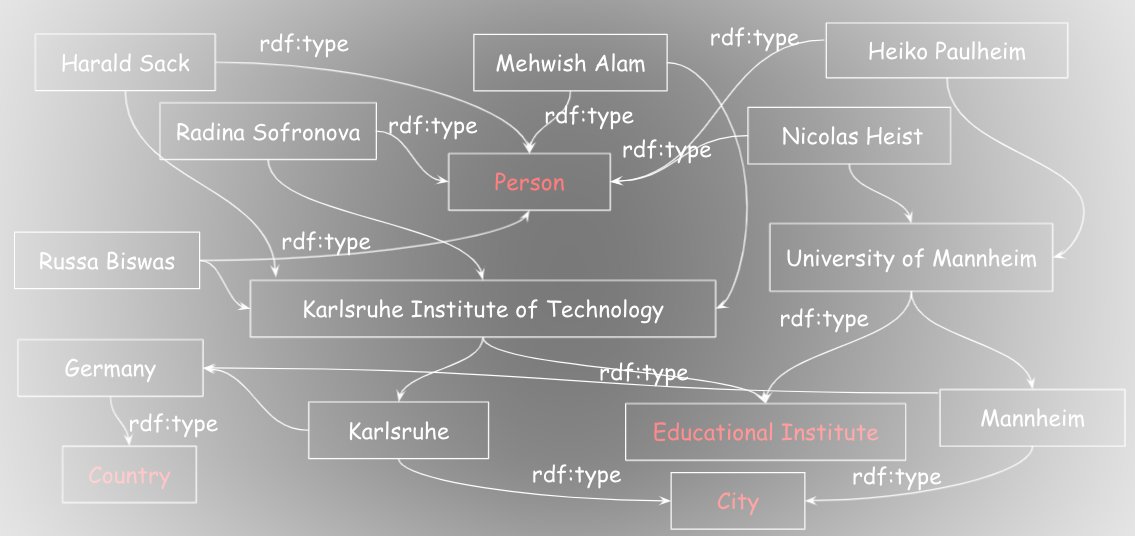 Harald Sack
rdf:type
Mehwish Alam
rdf:type
Heiko Paulheim
Radina Sofronova
rdf:type
rdf:type
Nicolas Heist
rdf:type
Person
Russa Biswas
rdf:type
University of Mannheim
Karlsruhe Institute of Technology
rdf:type
Germany
rdf:type
rdf:type
Karlsruhe
Educational Institute
Mannheim
Country
rdf:type
City
rdf:type